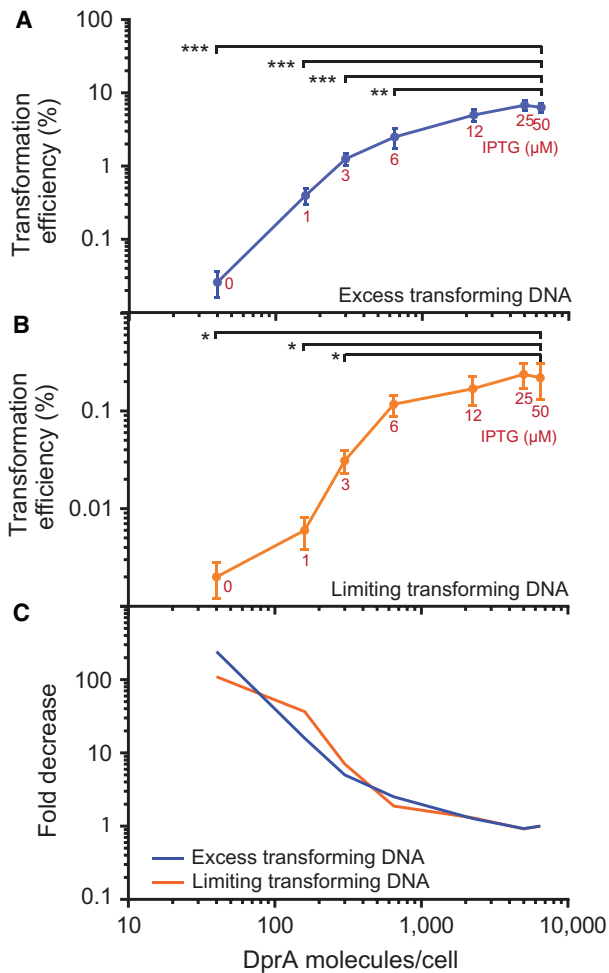 A
100
10
1
0.1
Transformation
efficiency (%)
***
***
***
**
0
1
3
6
12
25
50
IPTG (µM)
Excess transforming DNA
B
0.1
0.01
Transformation
efficiency (%)
*
*
*
0
1
3
6
12
25
50
IPTG (µM)
Limiting transforming DNA
C
100
10
1
0.1
Fold decrease
Excess transforming DNA
Limiting transforming DNA
10
100
1,000
10,000
DprA molecules/cell